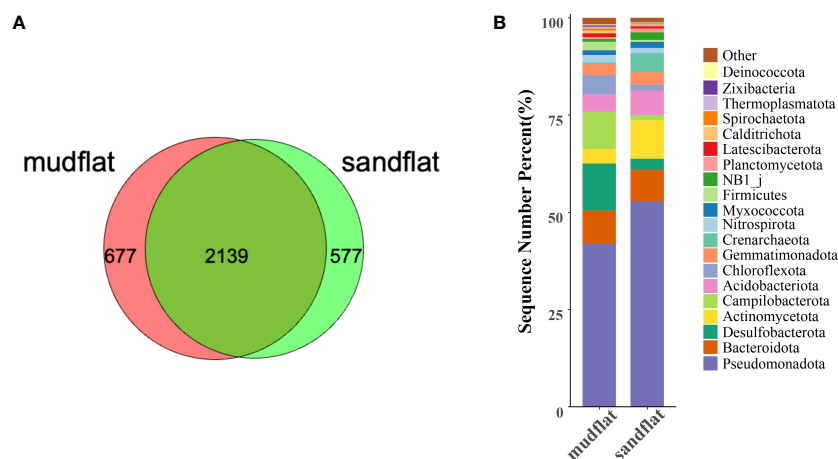 A
mudflat
sandflat
677
2139
577
B
Sequence Number Percent(%)
100
75
50
25
0
mudflat
sandflat
Other
Deinococcota
Zixibacteria
Thermoplasmatota
Spirochaetota
Calditrichota
Latescibacterota
Planctomycetota
NB1_j
Firmicutes
Myxococcota
Nitrospirota
Crenarchaeota
Gemmatimonadota
Chloroflexota
Acidobacteriota
Campilobacterota
Actinomycetota
Desulfobacterota
Bacteroidota
Pseudomonadota